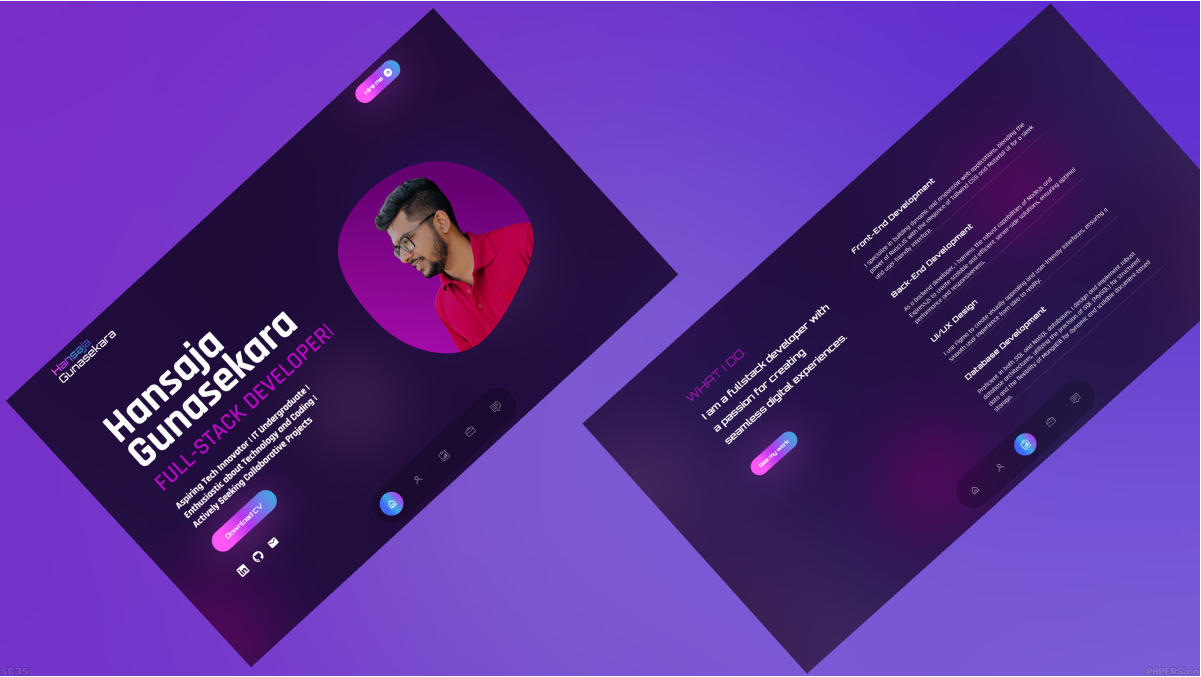 Hansaja
Gunasekara
Hire me
Hansaja
Gunasekara
FULL-STACK DEVELOPER!
Aspiring Tech Innovator | IT Undergraduate |
Enthusiastic about Technology and Coding |
Actively Seeking Collaborative Projects
Download CV
WHAT I DO.
I am a fullstack developer with
a passion for creating
seamless digital experiences.
See my work
Front-End Development
I specialize in building dynamic and responsive web applications, blending the
power of ReactJS with the elegance of Tailwind CSS and Material UI for a sleek
and user-friendly interface.
Back-End Development
As a backend developer, I harness the robust capabilities of NodeJs and
ExpressJs to create scalable and efficient server-side solutions, ensuring optimal
performance and responsiveness.
UI/UX Design
I use Figma to create visually appealing and user-friendly interfaces, ensuring a
smooth user experience from idea to reality.
Database Development
Proficient in both SQL and NoSQL databases, I design and implement robust
database architectures, utilizing the precision of SQL (MySQL) for structured
data and the flexibility of MongoDB for dynamic and scalable document-based
storage.
SC35
PAPERS.co